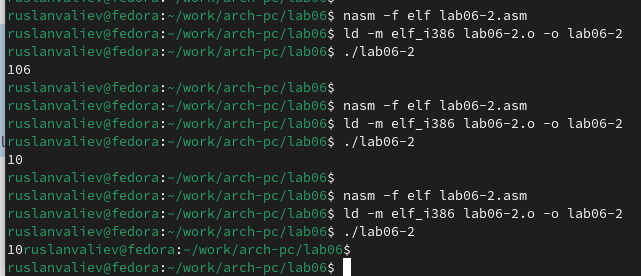 ruslanvaliev@fedora:~/work/arch-pc/lab06$
ruslanvaliev@fedora:~/work/arch-pc/lab06$ nasm -f elf lab06-2.asm
ruslanvaliev@fedora:~/work/arch-pc/lab06$ ld -m elf_i386 lab06-2.o -o lab06-2
ruslanvaliev@fedora:~/work/arch-pc/lab06$ ./lab06-2
106
ruslanvaliev@fedora:~/work/arch-pc/lab06$
ruslanvaliev@fedora:~/work/arch-pc/lab06$ nasm -f elf lab06-2.asm
ruslanvaliev@fedora:~/work/arch-pc/lab06$ ld -m elf_i386 lab06-2.o -o lab06-2
ruslanvaliev@fedora:~/work/arch-pc/lab06$ ./lab06-2
10
ruslanvaliev@fedora:~/work/arch-pc/lab06$
ruslanvaliev@fedora:~/work/arch-pc/lab06$ nasm -f elf lab06-2.asm
ruslanvaliev@fedora:~/work/arch-pc/lab06$ ld -m elf_i386 lab06-2.o -o lab06-2
ruslanvaliev@fedora:~/work/arch-pc/lab06$ ./lab06-2
10ruslanvaliev@fedora:~/work/arch-pc/lab06$
ruslanvaliev@fedora:~/work/arch-pc/lab06$